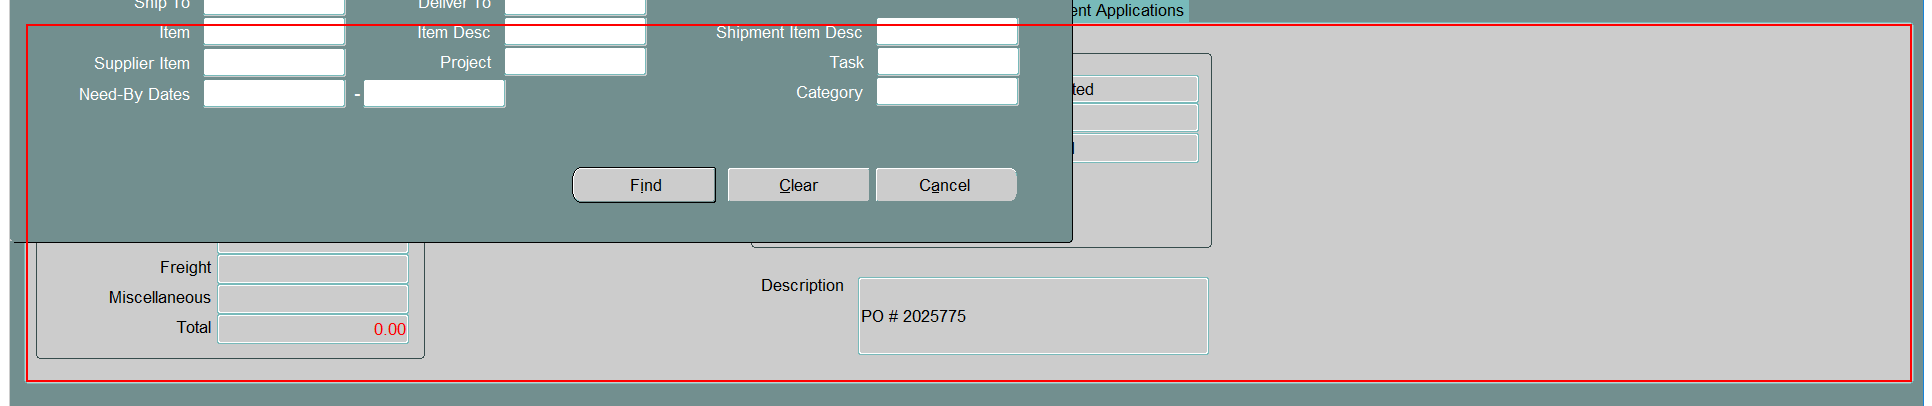 Ship To Deliver To ent Applications
Item Item Desc Shipment Item Desc
Supplier Item Project Task
Need-By Dates - Category
ted
Find Clear Cancel
Freight
Miscellaneous
Total 0.00
Description
PO # 2025775